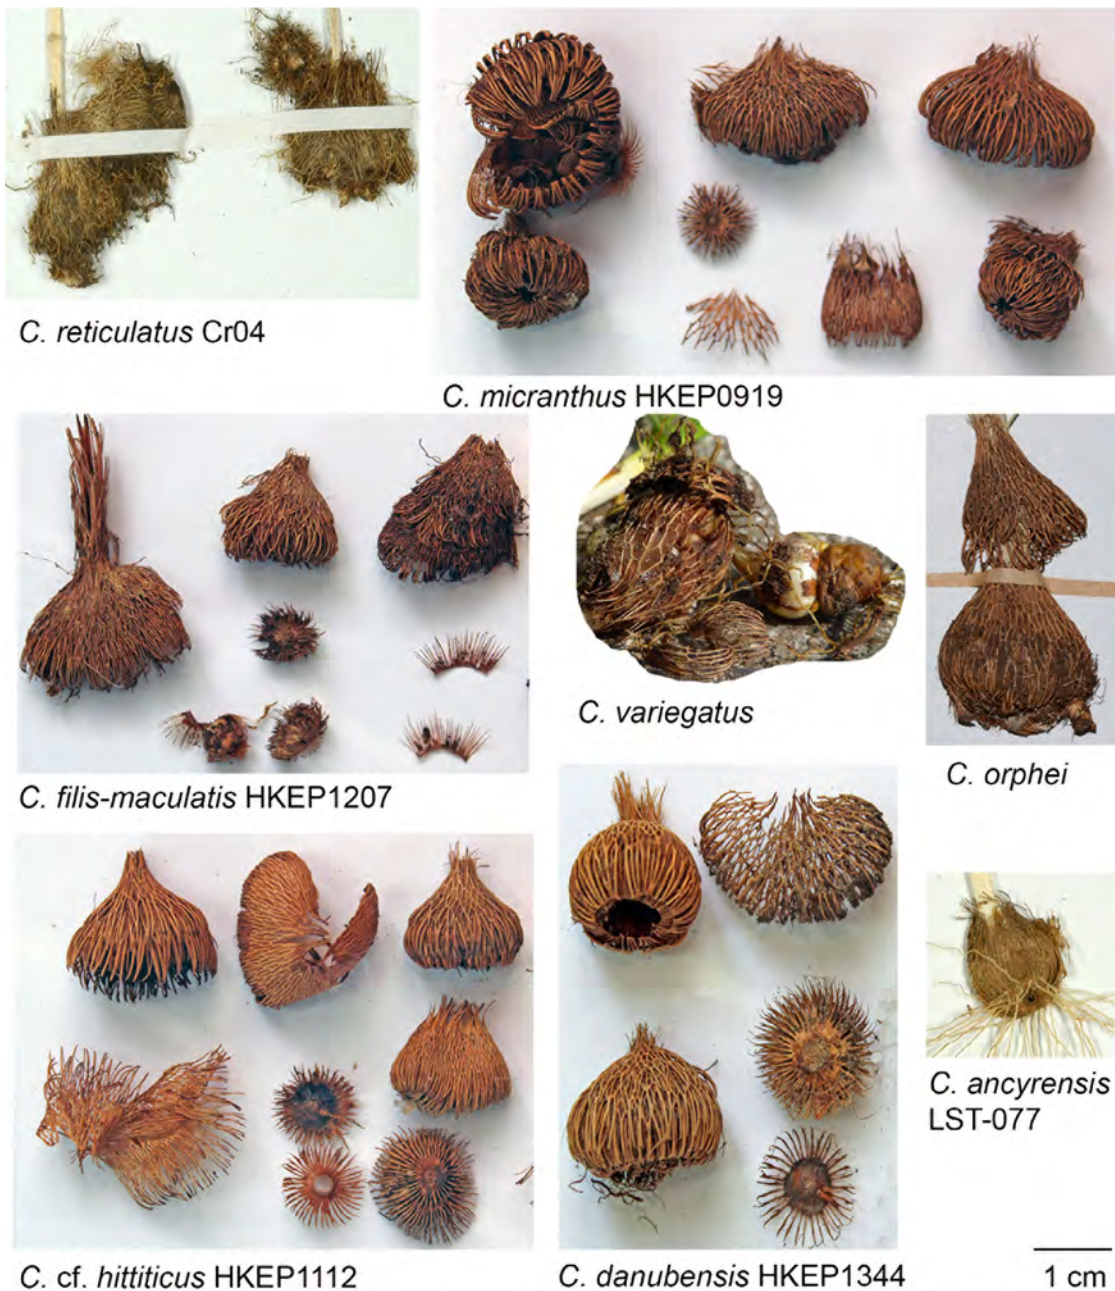 C. reticulatus Cr04
C. micranthus HKEP0919
C. variegatus
C. orphei
C. filis-maculatis HKEP1207
C. ancyrensis
LST-077
C. cf. hittiticus HKEP1112
C. danubensis HKEP1344
1 cm